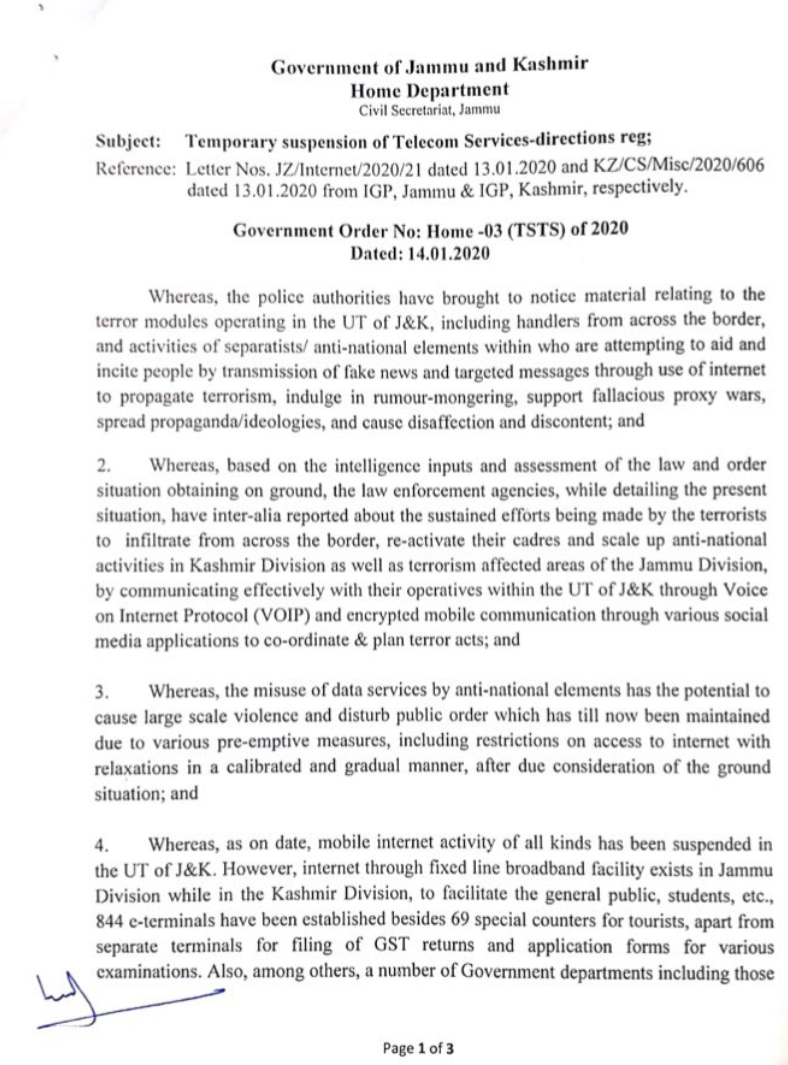 Government of Jammu and Kashmir
Home Department
Civil Secretariat, Jammu
Subject: Temporary suspension of Telecom Services-directions reg;
Reference: Letter Nos. JZ/Internet/2020/21 dated 13.01.2020 and KZ/CS/Misc/2020/606
dated 13.01.2020 from IGP, Jammu & IGP, Kashmir, respectively.
Government Order No: Home -03 (TSTS) of 2020
Dated: 14.01.2020
Whereas, the police authorities have brought to notice material relating to the
terror modules operating in the UT of J&K, including handlers from across the border,
and activities of separatists/ anti-national elements within who are attempting to aid and
incite people by transmission of fake news and targeted messages through use of internet
to propagate terrorism, indulge in rumour-mongering, support fallacious proxy wars,
spread propaganda/ideologies, and cause disaffection and discontent; and
2. Whereas, based on the intelligence inputs and assessment of the law and order
situation obtaining on ground, the law enforcement agencies, while detailing the present
situation, have inter-alia reported about the sustained efforts being made by the terrorists
to infiltrate from across the border, re-activate their cadres and scale up anti-national
activities in Kashmir Division as well as terrorism affected areas of the Jammu Division,
by communicating effectively with their operatives within the UT of J&K through Voice
on Internet Protocol (VOIP) and encrypted mobile communication through various social
media applications to co-ordinate & plan terror acts; and
3. Whereas, the misuse of data services by anti-national elements has the potential to
cause large scale violence and disturb public order which has till now been maintained
due to various pre-emptive measures, including restrictions on access to internet with
relaxations in a calibrated and gradual manner, after due consideration of the ground
situation; and
4. Whereas, as on date, mobile internet activity of all kinds has been suspended in
the UT of J&K. However, internet through fixed line broadband facility exists in Jammu
Division while in the Kashmir Division, to facilitate the general public, students, etc.,
844 e-terminals have been established besides 69 special counters for tourists, apart from
separate terminals for filing of GST returns and application forms for various
examinations. Also, among others, a number of Government departments including those
Page 1 of 3